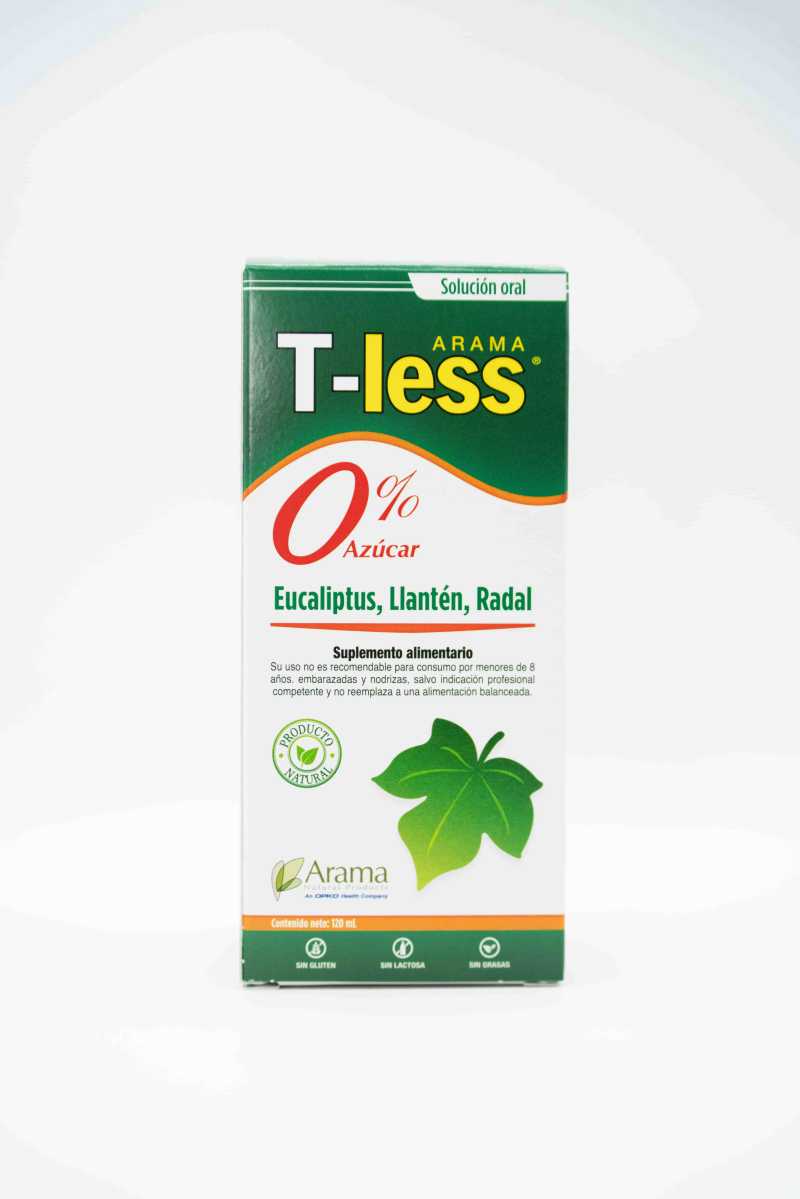 Solución oral
ARAMA
T-less®
0%
Azúcar
Eucaliptus, Llantén, Radal
Suplemento alimentario
Su uso no es recomendable para consumo por menores de 8
años. embarazadas y nodrizas, salvo indicación profesional
competente y no reemplaza a una alimentación balanceada.
PRODUCTO
NATURAL
Arama
Natural Products
An OPKO Health Company
Contenido neto: 120 mL
SIN GLUTEN
SIN LACTOSA
SIN GRASAS